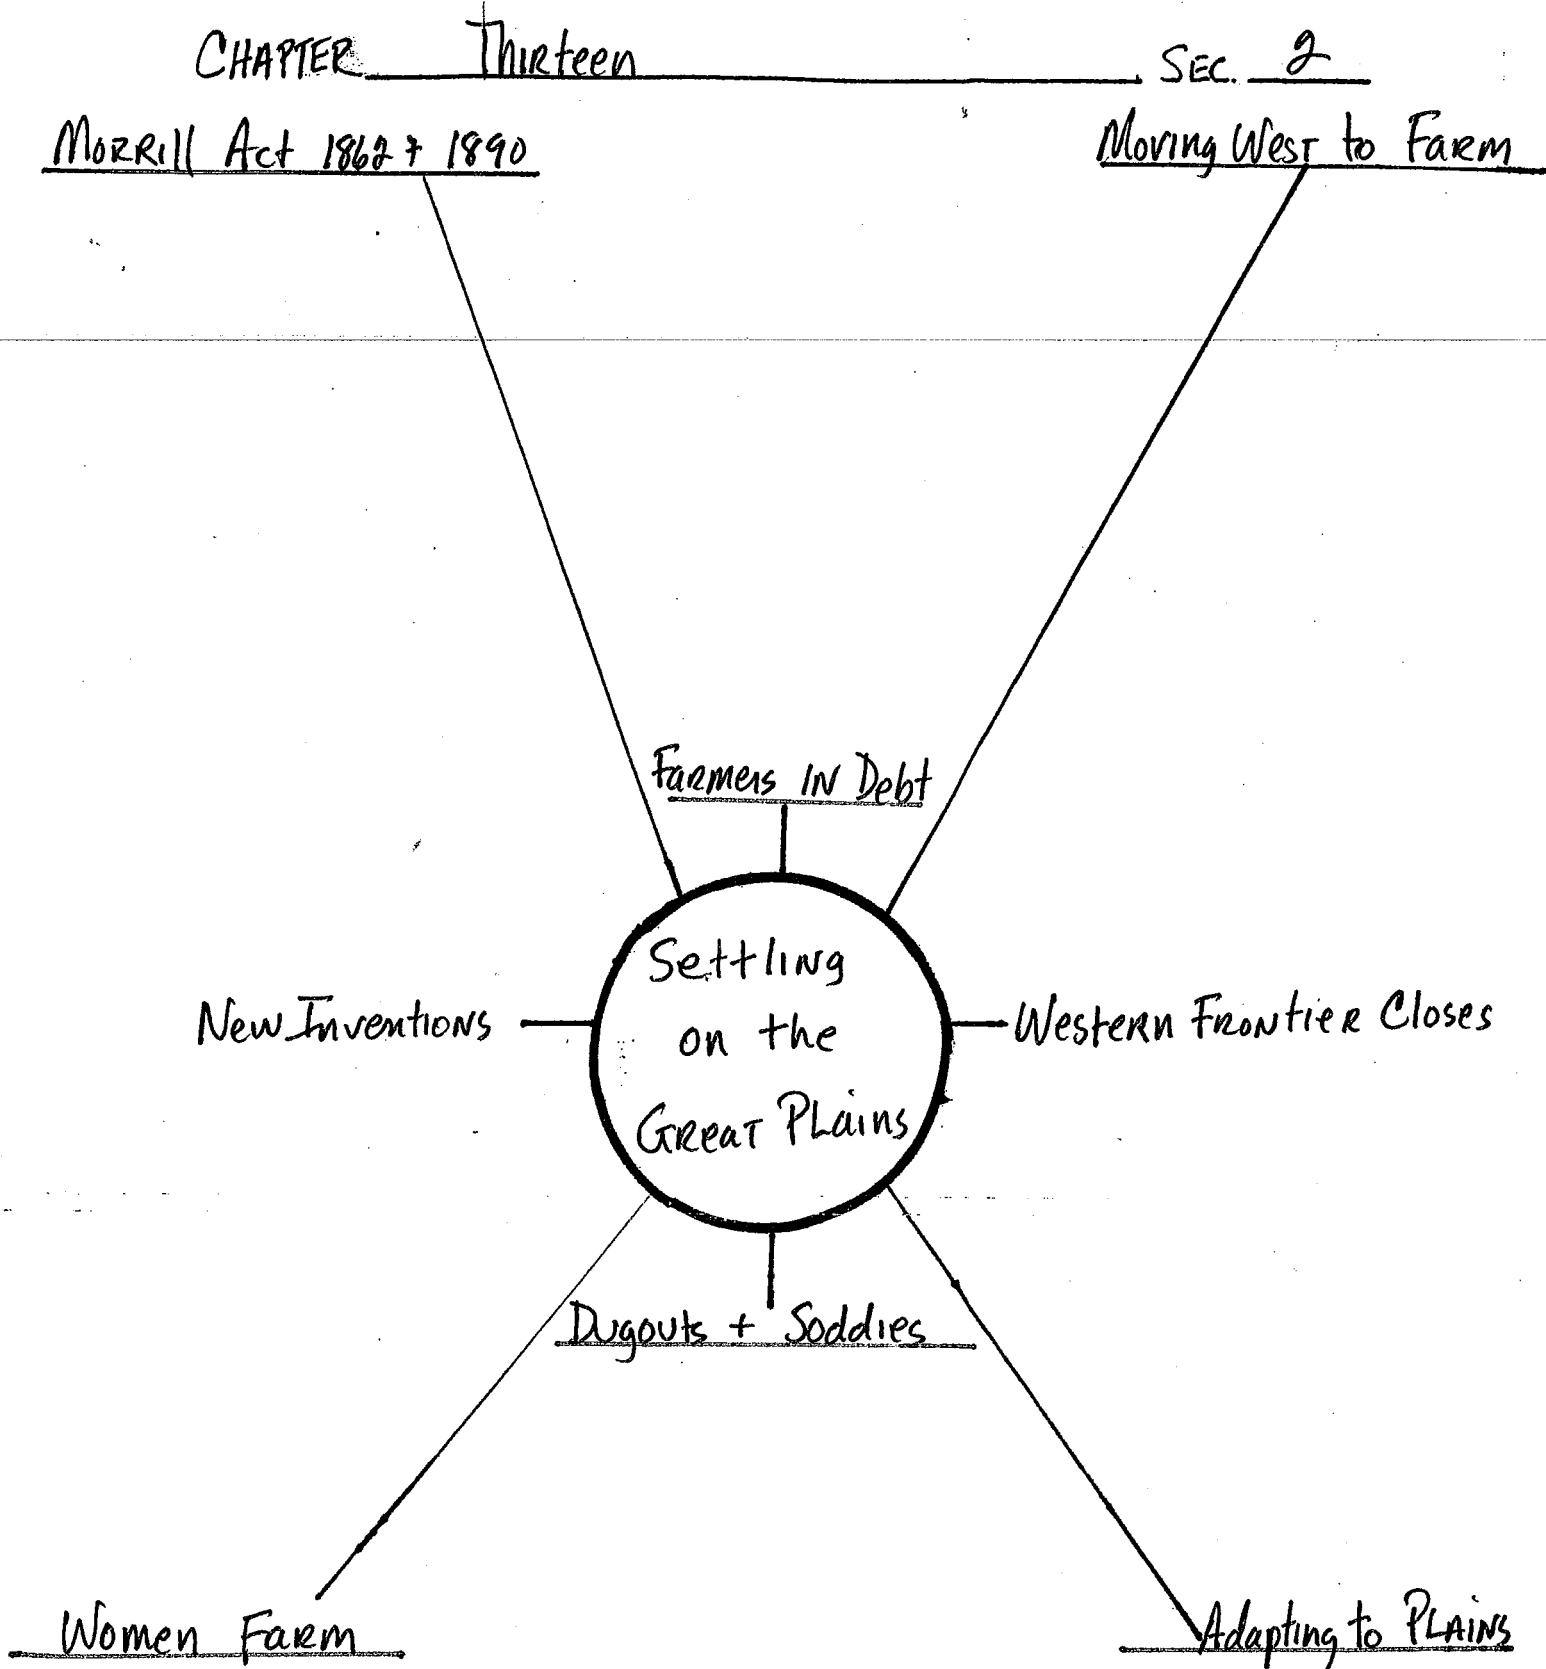 CHAPTER Thirteen SEC. 2
Morrill Act 1862 + 1890
Moving West to Farm
Farmers in Debt
Settling
on the
Great Plains
New Inventions
Western Frontier Closes
Dugouts + Soddies
Women Farm
Adapting to Plains